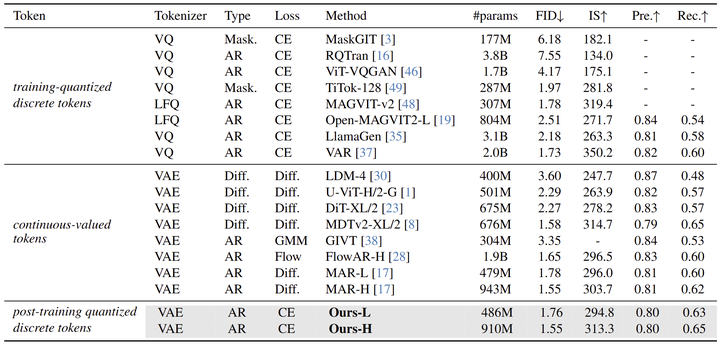 Token Tokenizer Type Loss Method #params FID↓ IS↑ Pre.↑ Rec.↑
VQ Mask. CE MaskGIT [3] 177M 6.18 182.1 - -
VQ AR CE RQTran [16] 3.8B 7.55 134.0 - -
VQ AR CE ViT-VQGAN [46] 1.7B 4.17 175.1 - -
training-quantized VQ Mask. CE TiTok-128 [49] 287M 1.97 281.8 - -
discrete tokens LFQ AR CE MAGVIT-v2 [48] 307M 1.78 319.4 - -
LFQ AR CE Open-MAGVIT2-L [19] 804M 2.51 271.7 0.84 0.54
VQ AR CE LlamaGen [35] 3.1B 2.18 263.3 0.81 0.58
VQ AR CE VAR [37] 2.0B 1.73 350.2 0.82 0.60
VAE Diff. Diff. LDM-4 [30] 400M 3.60 247.7 0.87 0.48
VAE Diff. Diff. U-ViT-H/2-G [1] 501M 2.29 263.9 0.82 0.57
VAE Diff. Diff. DiT-XL/2 [23] 675M 2.27 278.2 0.83 0.57
continuous-valued VAE Diff. Diff. MDTv2-XL/2 [8] 676M 1.58 314.7 0.79 0.65
tokens VAE AR GMM GIVT [38] 304M 3.35 - 0.84 0.53
VAE AR Flow FlowAR-H [28] 1.9B 1.65 296.5 0.83 0.60
VAE AR Diff. MAR-L [17] 479M 1.78 296.0 0.81 0.60
VAE AR Diff. MAR-H [17] 943M 1.55 303.7 0.81 0.62
post-training quantized VAE AR CE Ours-L 486M 1.76 294.8 0.80 0.63
discrete tokens VAE AR CE Ours-H 910M 1.55 313.3 0.80 0.65